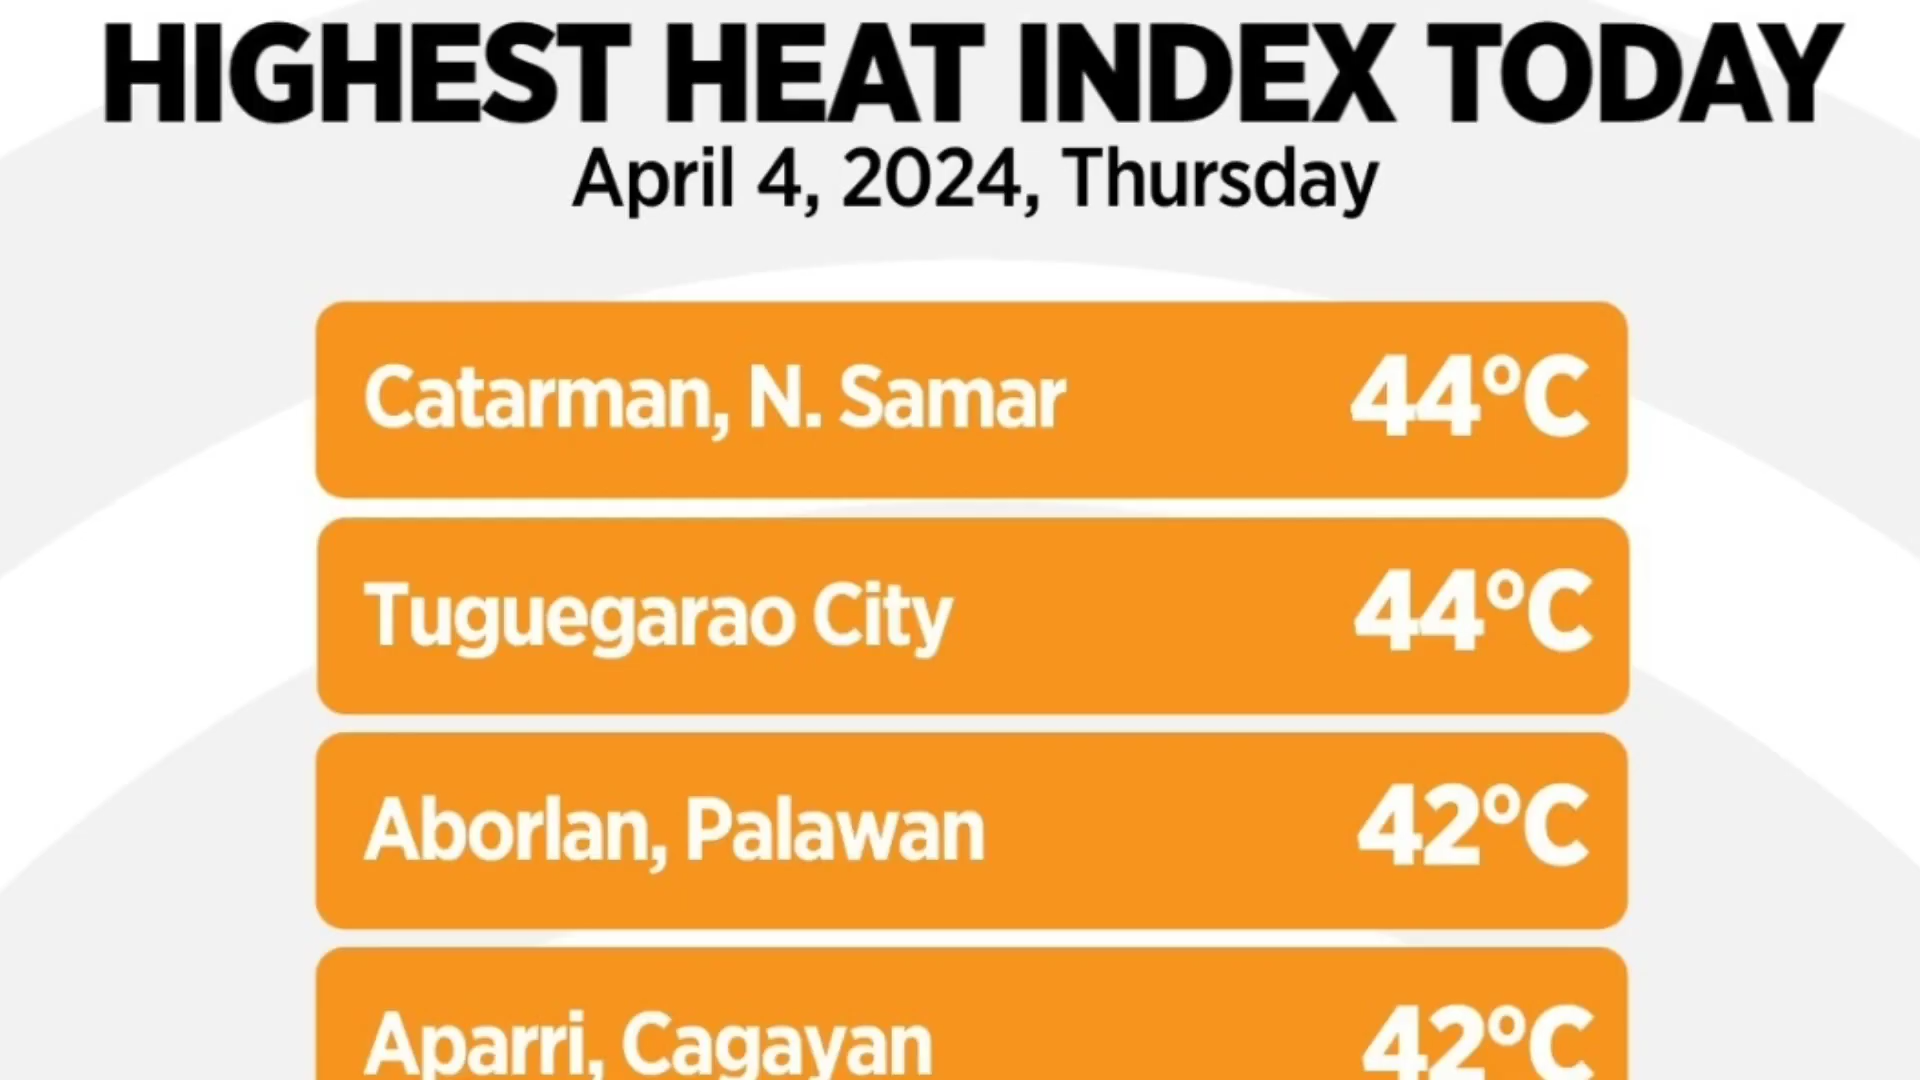 HIGHEST HEAT INDEX TODAY
April 4, 2024, Thursday
Catarman, N. Samar 44°C
Tuguegarao City 44°C
Aborlan, Palawan 42°C
Aparri, Cagayan 42°C